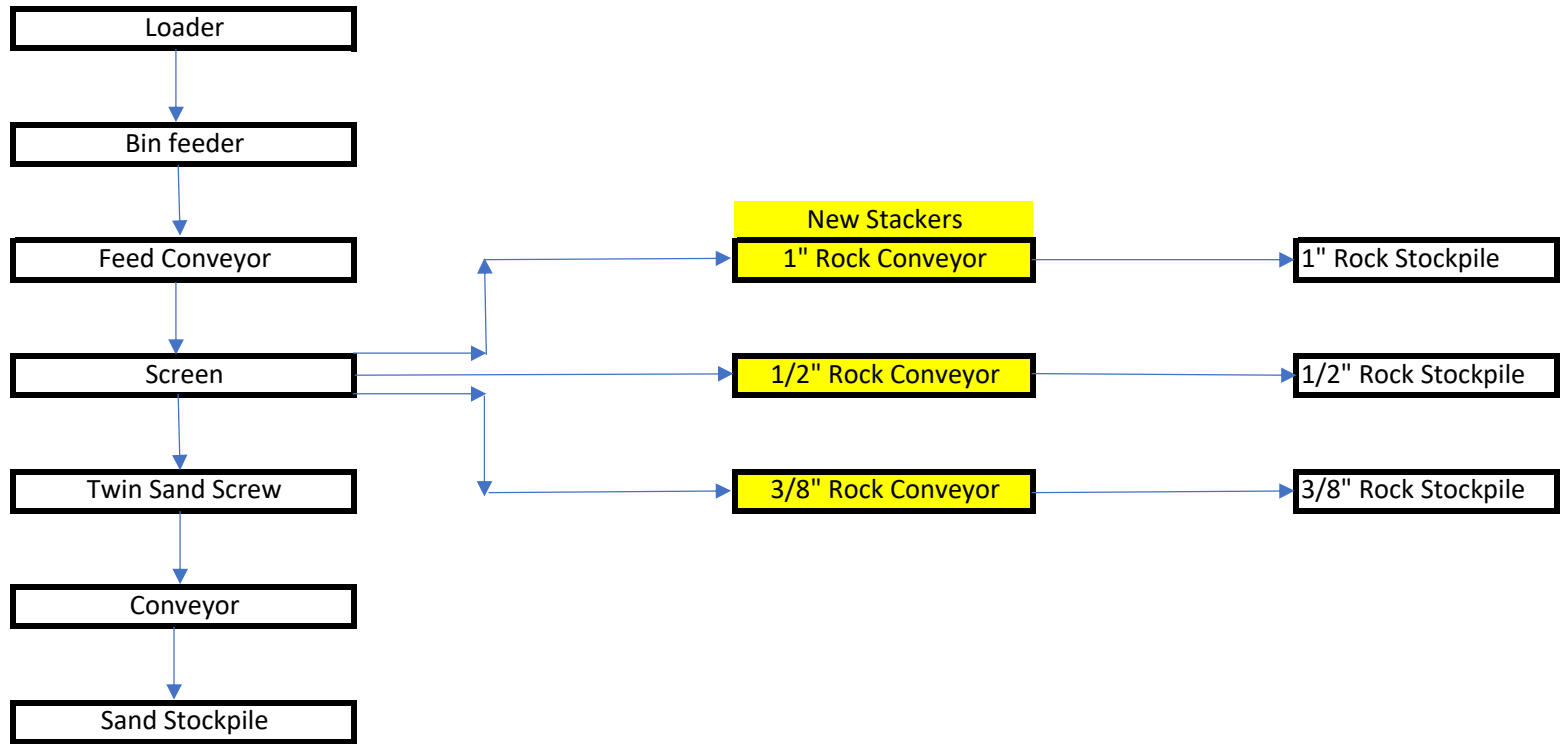 Loader
Bin feeder
New Stackers
Feed Conveyor
1" Rock Conveyor
1" Rock Stockpile
Screen
1/2" Rock Conveyor
1/2" Rock Stockpile
Twin Sand Screw
3/8" Rock Conveyor
3/8" Rock Stockpile
Conveyor
Sand Stockpile